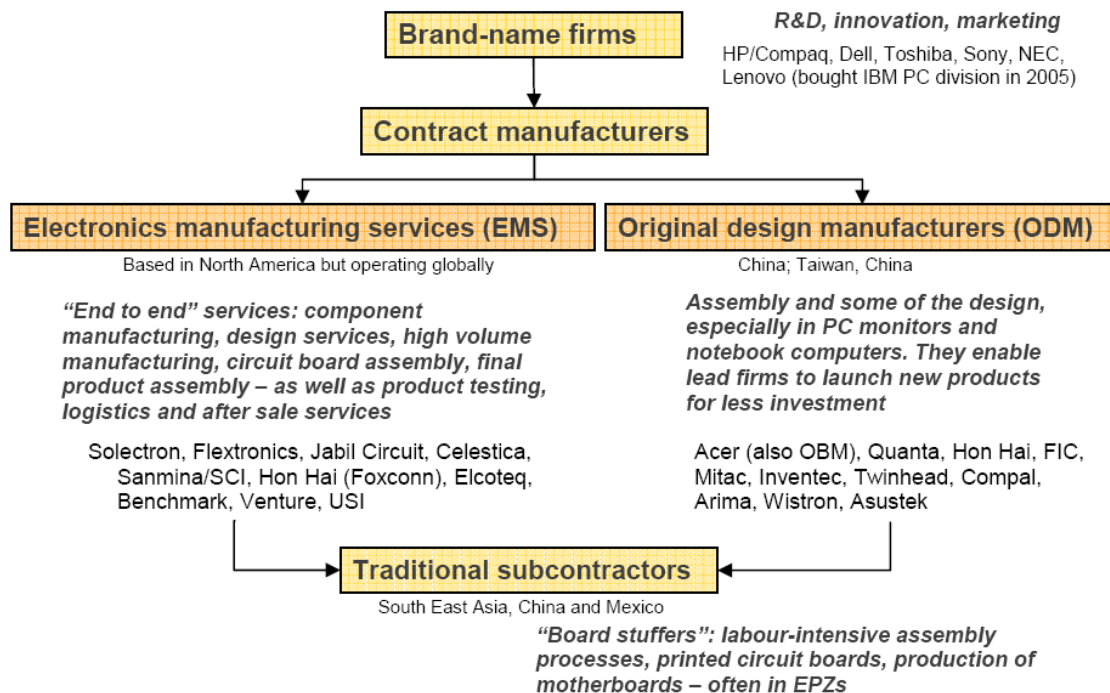 Brand-name firms
R&D, innovation, marketing
HP/Compaq, Dell, Toshiba, Sony, NEC,
Lenovo (bought IBM PC division in 2005)
Contract manufacturers
Electronics manufacturing services (EMS)
Based in North America but operating globally
“End to end” services: component
manufacturing, design services, high volume
manufacturing, circuit board assembly, final
product assembly – as well as product testing,
logistics and after sale services
Solectron, Flextronics, Jabil Circuit, Celestica,
Sanmina/SCI, Hon Hai (Foxconn), Elcoteq,
Benchmark, Venture, USI
Original design manufacturers (ODM)
China; Taiwan, China
Assembly and some of the design,
especially in PC monitors and
notebook computers. They enable
lead firms to launch new products
for less investment
Acer (also OBM), Quanta, Hon Hai, FIC,
Mitac, Inventec, Twinhead, Compal,
Arima, Wistron, Asustek
Traditional subcontractors
South East Asia, China and Mexico
“Board stuffers”: labour-intensive assembly
processes, printed circuit boards, production of
motherboards – often in EPZs